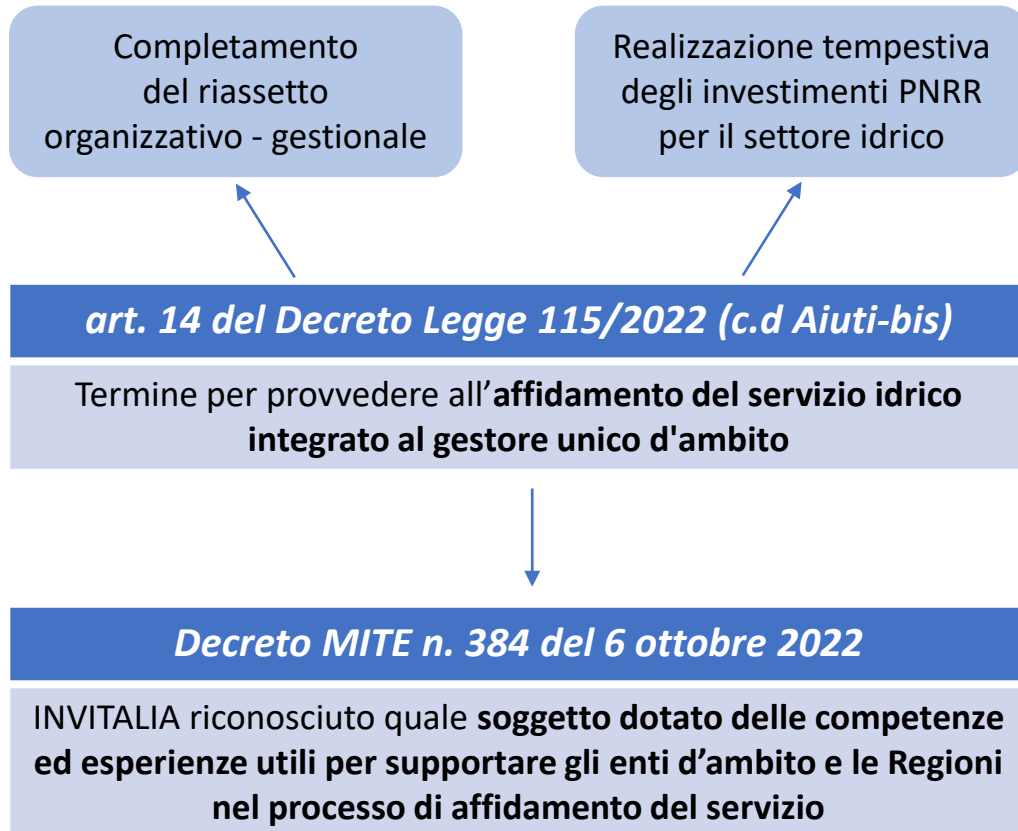 Completamento
del riassetto
organizzativo - gestionale
Realizzazione tempestiva
degli investimenti PNRR
per il settore idrico
art. 14 del Decreto Legge 115/2022 (c.d Aiuti-bis)
Termine per provvedere all’affidamento del servizio idrico
integrato al gestore unico d'ambito
Decreto MITE n. 384 del 6 ottobre 2022
INVITALIA riconosciuto quale soggetto dotato delle competenze
ed esperienze utili per supportare gli enti d’ambito e le Regioni
nel processo di affidamento del servizio